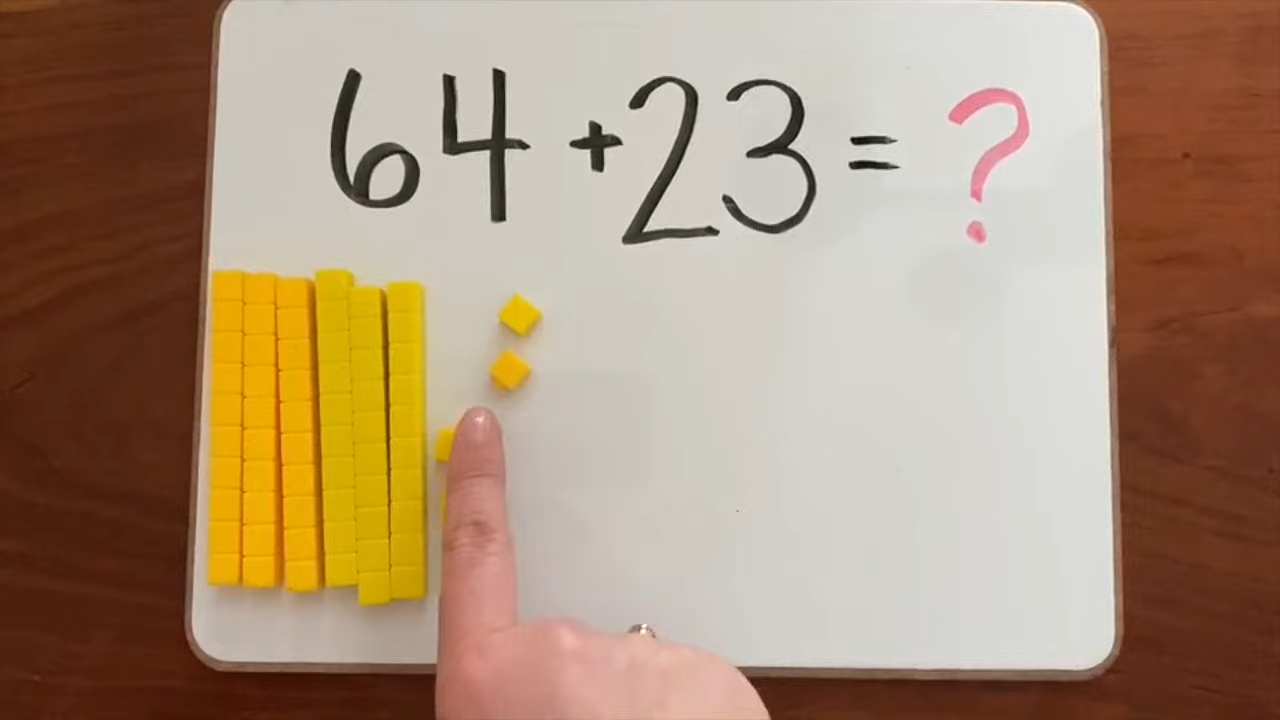 64 + 23 = ?